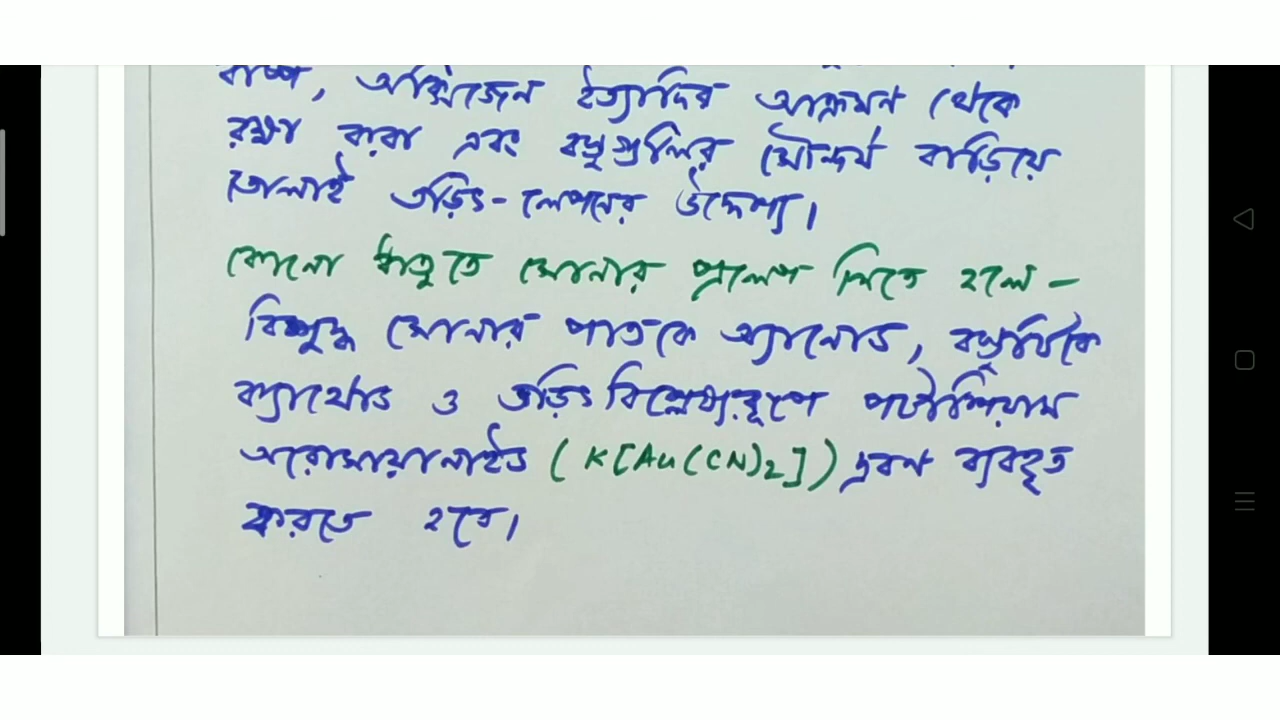 বাষ্প, অক্সিজেন ইত্যাদির আক্রমণ থেকে
রক্ষা করা এবং বস্তুগুলির সৌন্দর্য বাড়িয়ে
তোলাই তড়িৎ-লেপনের উদ্দেশ্য।
কোনো ধাতুতে সোনার প্রলেপ দিতে হলে -
বিশুদ্ধ সোনার পাতকে অ্যানোড, বস্তুটিকে
ক্যাথোড ও তড়িৎ বিশ্লেষ্যরূপে পটাশিয়াম
অরোসায়ানাইড (K[Au(CN)2]) দ্রবণ ব্যবহৃত
করতে হবে।